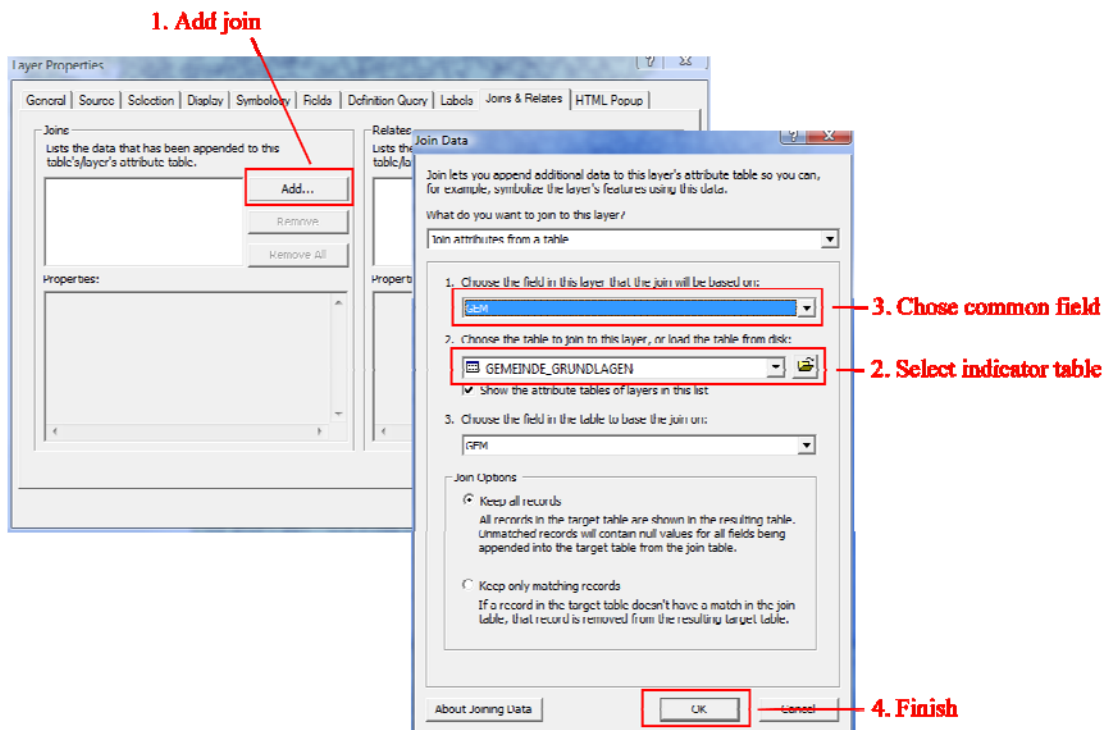 1. Add join
Layer Properties
General Source Selection Display Symbology Fields Definition Query Labels Joins & Relates HTML Popup
Joins
Lists the data that has been appended to this
table's/layer's attribute table.
Add...
Remove
Remove All
Properties:
Relates
Lists the
table/la
Propert
Join Data
Join lets you append additional data to this layer's attribute table so you can,
for example, symbolize the layer's features using this data.
What do you want to join to this layer?
Join attributes from a table
1. Choose the field in this layer that the join will be based on:
GEM
3. Chose common field
2. Choose the table to join to this layer, or load the table from disk:
GEMEINDE_GRUNDLAGEN
2. Select indicator table
Show the attribute tables of layers in this list
3. Choose the field in the table to base the join on:
GEM
Join Options
Keep all records
All records in the target table are shown in the resulting table.
Unmatched records will contain null values for all fields being
appended into the target table from the join table.
Keep only matching records
If a record in the target table doesn't have a match in the join
table, that record is removed from the resulting target table.
About Joining Data
OK
Cancel
4. Finish